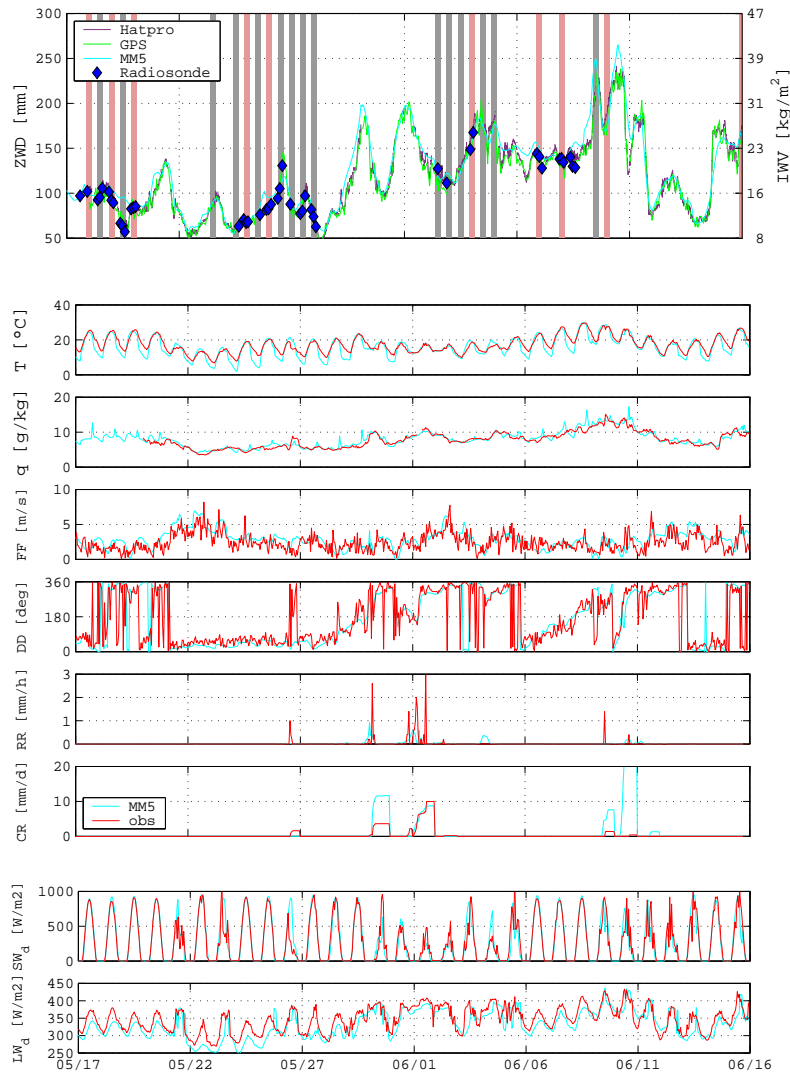 300
250
200
150
100
50
ZWD [mm]
Hatpro
GPS
MM5
Radiosonde
47
39
31
23
16
8
IWV [kg/m²]
40
20
0
T [°C]
20
10
0
q [g/kg]
10
5
0
FF [m/s]
360
180
0
DD [deg]
3
2
1
0
RR [mm/h]
20
10
0
CR [mm/d]
MM5
obs
1000
500
0
SW_d [W/m2]
450
400
350
300
250
LW_d [W/m2]
05/17 05/22 05/27 06/01 06/06 06/11 06/16